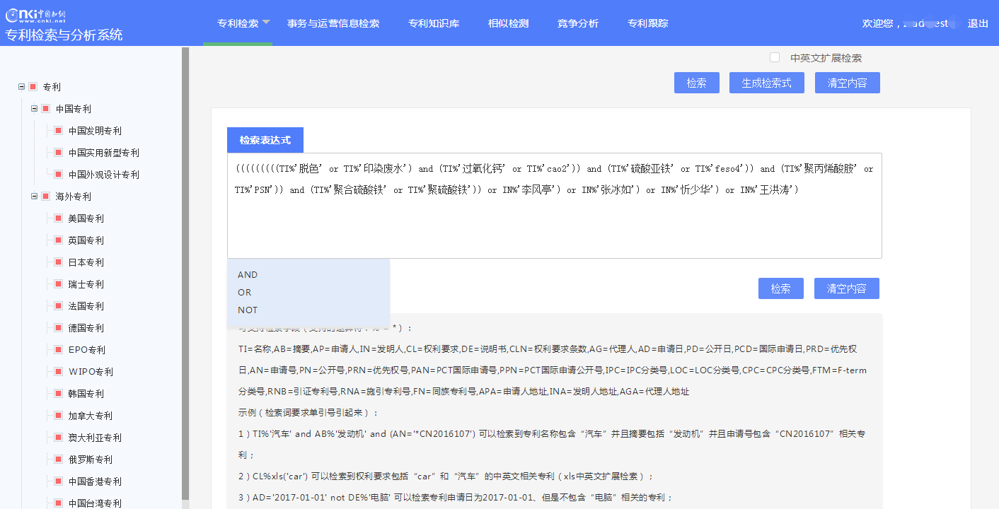 Cnki中国知网
www.cnki.net
专利检索与分析系统
专利检索 事务与运营信息检索 专利知识库 相似检测 竞争分析 专利跟踪
欢迎您， 退出
中英文扩展检索
检索 生成检索式 清空内容
专利
中国专利
中国发明专利
中国实用新型专利
中国外观设计专利
海外专利
美国专利
英国专利
日本专利
瑞士专利
法国专利
德国专利
EPO专利
WIPO专利
韩国专利
加拿大专利
澳大利亚专利
俄罗斯专利
中国香港专利
中国台湾专利
检索表达式
(((((((((TI%'脱色' or TI%'印染废水') and (TI%'过氧化钙' or TI%'cao2')) and (TI%'硫酸亚铁' or TI%'feso4')) and (TI%'聚丙烯酸胺' or
TI%'PSN')) and (TI%'聚合硫酸铁' or TI%'聚硫酸铁')) or IN%'李风亭') or IN%'张冰如') or IN%'忻少华') or IN%'王洪涛')
AND
OR
NOT
检索 清空内容
TI=名称,AB=摘要,AP=申请人,IN=发明人,CL=权利要求,DE=说明书,CLN=权利要求条数,AG=代理人,AD=申请日,PD=公开日,PCD=国际申请日,PRD=优先权
日,AN=申请号,PN=公开号,PRN=优先权号,PAN=PCT国际申请号,PPN=PCT国际申请公开号,IPC=IPC分类号,LOC=LOC分类号,CPC=CPC分类号,FTM=F-term
分类号,RNB=引证专利号,RNA=施引专利号,FN=同族专利号,APA=申请人地址,INA=发明人地址,AGA=代理人地址
示例（检索词要求单引号引起来）：
1）TI%'汽车' and AB%'发动机' and (AN='*CN2016107') 可以检索到专利名称包含“汽车”并且摘要包括“发动机”并且申请号包含“CN2016107”相关专
利；
2）CL%xls('car') 可以检索到权利要求包括“car”和“汽车”的中英文相关专利（xls中英文扩展检索）；
3）AD='2017-01-01' not DE%'电脑' 可以检索专利申请日为2017-01-01、但是不包含“电脑”相关的专利；